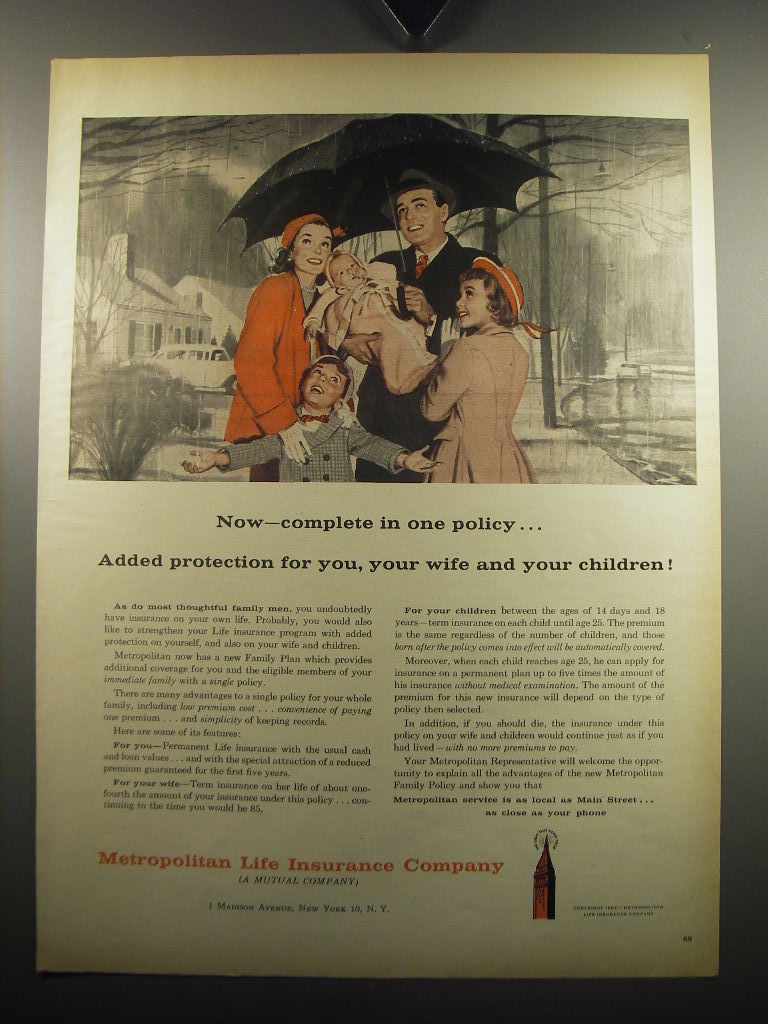 Now—complete in one policy...
Added protection for you, your wife and your children!
As do most thoughtful family men, you undoubtedly
have insurance on your own life. Probably, you would also
like to strengthen your Life insurance program with added
protection on yourself, and also on your wife and children.
Metropolitan now has a new Family Plan which provides
additional coverage for you and the eligible members of your
immediate family with a single policy.
There are many advantages to a single policy for your whole
family, including low premium cost . . . convenience of paying
one premium . . . and simplicity of keeping records.
Here are some of its features:
For you—Permanent Life insurance with the usual cash
and loan values . . . and with the special attraction of a reduced
premium guaranteed for the first five years.
For your wife—Term insurance on her life of about one-
fourth the amount of your insurance under this policy . . . con-
tinuing to the time you would be 85.
For your children between the ages of 14 days and 18
years—term insurance on each child until age 25. The premium
is the same regardless of the number of children, and those
born after the policy comes into effect will be automatically covered.
Moreover, when each child reaches age 25, he can apply for
insurance on a permanent plan up to five times the amount of
his insurance without medical examination. The amount of the
premium for this new insurance will depend on the type of
policy then selected.
In addition, if you should die, the insurance under this
policy on your wife and children would continue just as if you
had lived—with no more premiums to pay.
Your Metropolitan Representative will welcome the oppor-
tunity to explain all the advantages of the new Metropolitan
Family Policy and show you that
Metropolitan service is as local as Main Street...
as close as your phone
Metropolitan Life Insurance Company
(A MUTUAL COMPANY)
1 Madison Avenue, New York 10, N. Y.
COPYRIGHT 1957—METROPOLITAN
LIFE INSURANCE COMPANY
69